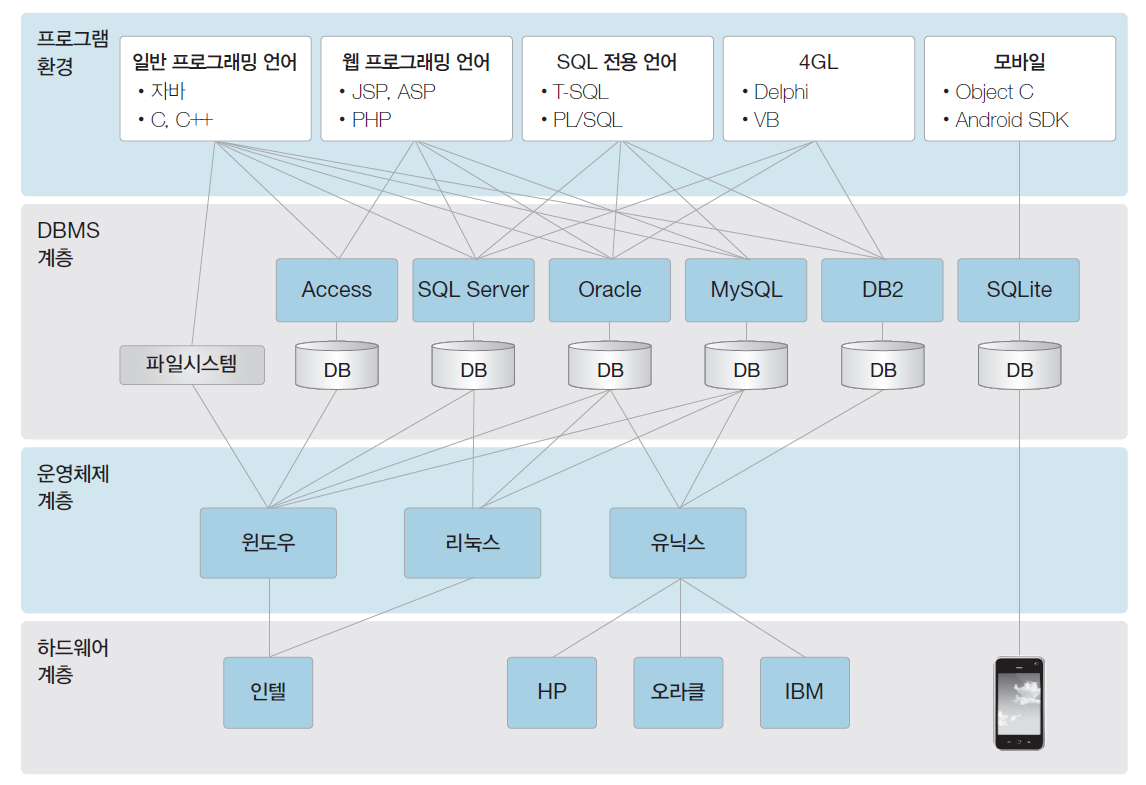 프로그램
환경
일반 프로그래밍 언어
• 자바
• C, C++
웹 프로그래밍 언어
• JSP, ASP
• PHP
SQL 전용 언어
• T-SQL
• PL/SQL
4GL
• Delphi
• VB
모바일
• Object C
• Android SDK
DBMS
계층
Access
SQL Server
Oracle
MySQL
DB2
SQLite
파일시스템
DB
DB
DB
DB
DB
DB
운영체제
계층
윈도우
리눅스
유닉스
하드웨어
계층
인텔
HP
오라클
IBM